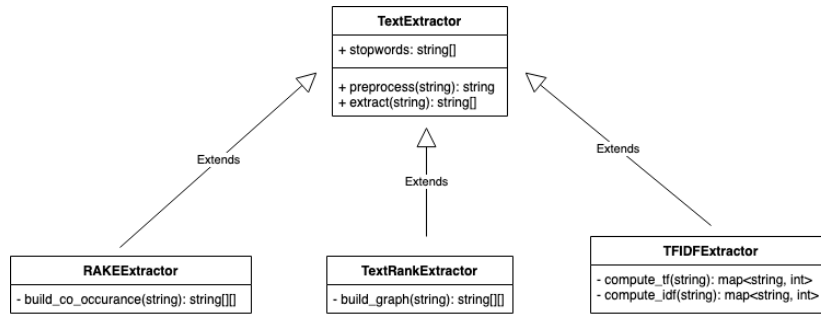 TextExtractor
+ stopwords: string[]
+ preprocess(string): string
+ extract(string): string[]
Extends
Extends
Extends
RAKEExtractor
- build_co_occurance(string): string[][]
TextRankExtractor
- build_graph(string): string[][]
TFIDFExtractor
- compute_tf(string): map<string, int>
- compute_idf(string): map<string, int>